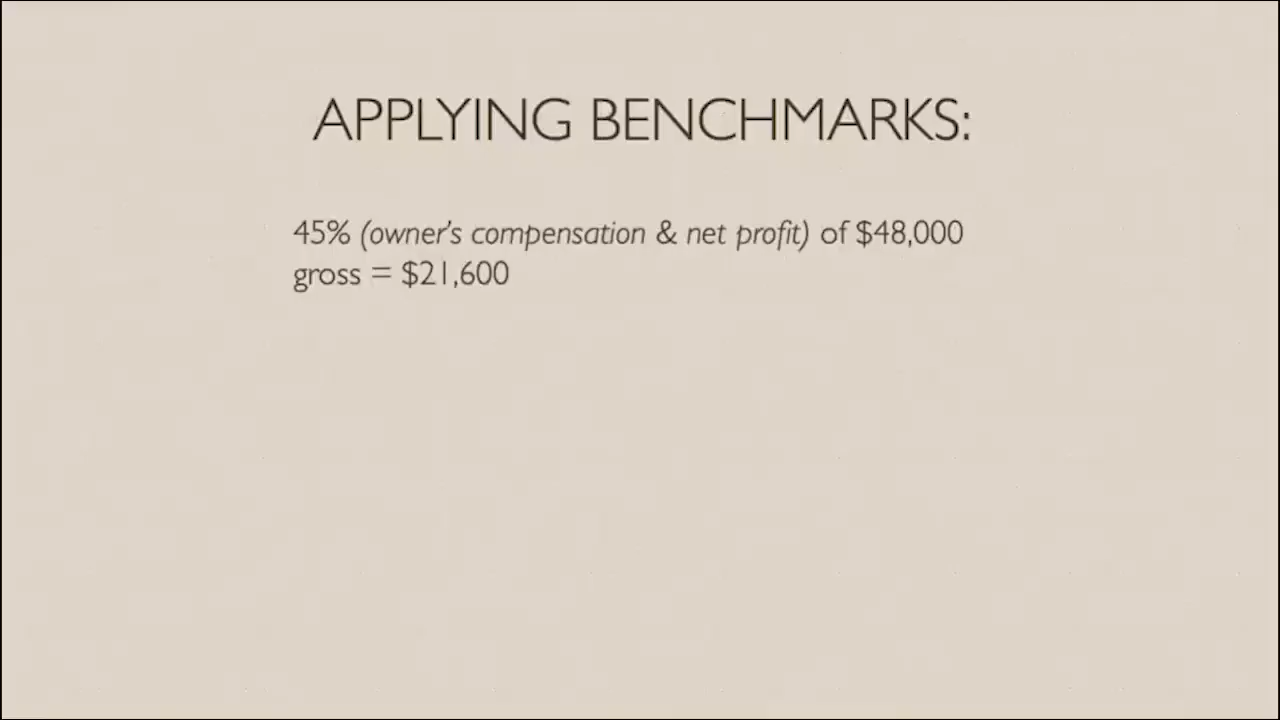 APPLYING BENCHMARKS:
45% (owner's compensation & net profit) of $48,000
gross = $21,600